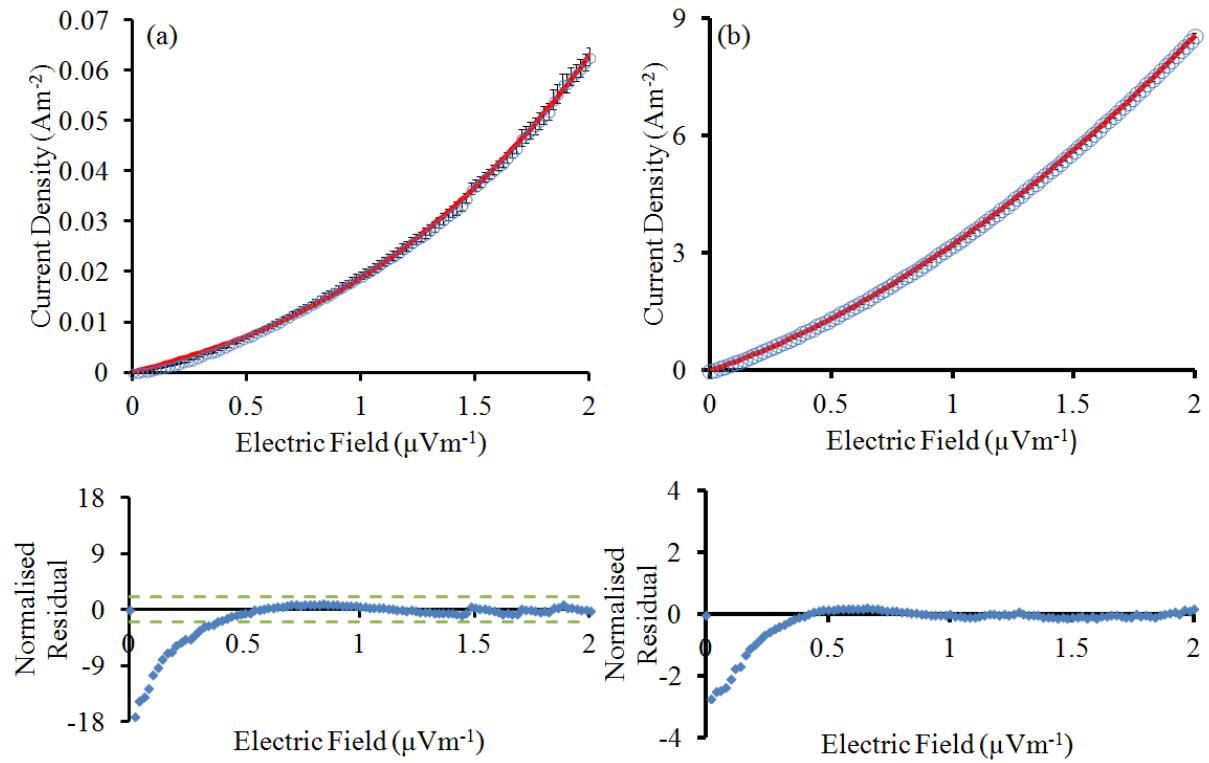 (a)
0.07
0.06
0.05
0.04
0.03
0.02
0.01
0
Current Density (Am⁻²)
0 0.5 1 1.5 2
Electric Field (µVm⁻¹)
(b)
9
6
3
0
Current Density (Am⁻²)
0 0.5 1 1.5 2
Electric Field (µVm⁻¹)
18
9
0
-9
-18
Normalised
Residual
0 0.5 1 1.5 2
Electric Field (µVm⁻¹)
4
2
0
-2
-4
Normalised
Residual
0 0.5 1 1.5 2
Electric Field (µVm⁻¹)